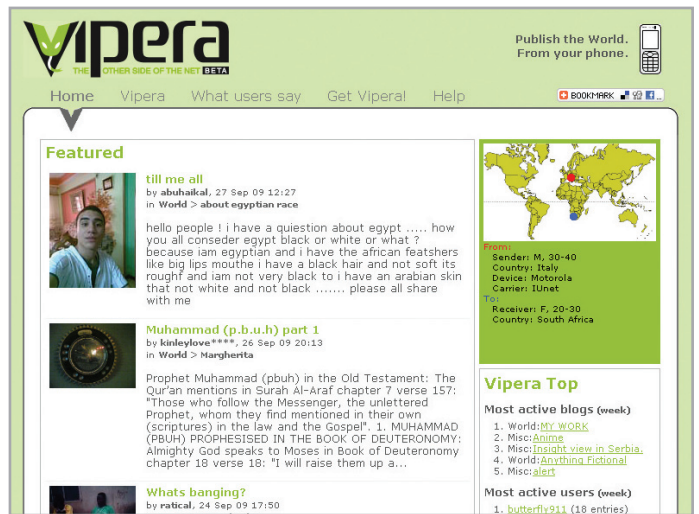 VIPERA
THE OTHER SIDE OF THE NET BETA
Publish the World.
From your phone.
Home Vipera What users say Get Vipera! Help
BOOKMARK
Featured
till me all
by abuhaikal, 27 Sep 09 12:27
in World > about egyptian race
hello people ! i have a quiestion about egypt ..... how
you all conseder egypt black or white or what ?
because iam egyptian and i have the african featshers
like big lips mouthe i have a black hair and not soft its
roughf and iam not very black to i have an arabian skin
that not white and not black ....... please all share
with me
Muhammad (p.b.u.h) part 1
by kinleylove****, 26 Sep 09 20:13
in World > Margherita
Prophet Muhammad (pbuh) in the Old Testament: The
Qur'an mentions in Surah Al-Araf chapter 7 verse 157:
"Those who follow the Messenger, the unlettered
Prophet, whom they find mentioned in their own
(scriptures) in the law and the Gospel". 1. MUHAMMAD
(PBUH) PROPHESISED IN THE BOOK OF DEUTERONOMY:
Almighty God speaks to Moses in Book of Deuteronomy
chapter 18 verse 18: "I will raise them up a...
Whats banging?
by ratical, 24 Sep 09 17:50
From:
Sender: M, 30-40
Country: Italy
Device: Motorola
Carrier: IUnet
To:
Receiver: F, 20-30
Country: South Africa
Vipera Top
Most active blogs (week)
1. World:MY WORK
2. Misc:Anime
3. Misc:Insight view in Serbia.
4. World:Anything Fictional
5. Misc:alert
Most active users (week)
1. butterfly911 (18 entries)